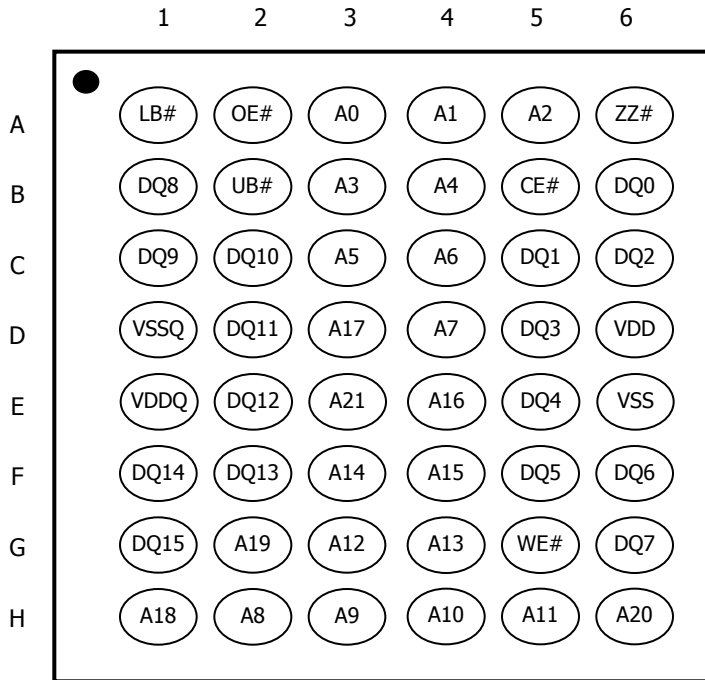 1 2 3 4 5 6
A LB# OE# A0 A1 A2 ZZ#
B DQ8 UB# A3 A4 CE# DQ0
C DQ9 DQ10 A5 A6 DQ1 DQ2
D VSSQ DQ11 A17 A7 DQ3 VDD
E VDDQ DQ12 A21 A16 DQ4 VSS
F DQ14 DQ13 A14 A15 DQ5 DQ6
G DQ15 A19 A12 A13 WE# DQ7
H A18 A8 A9 A10 A11 A20